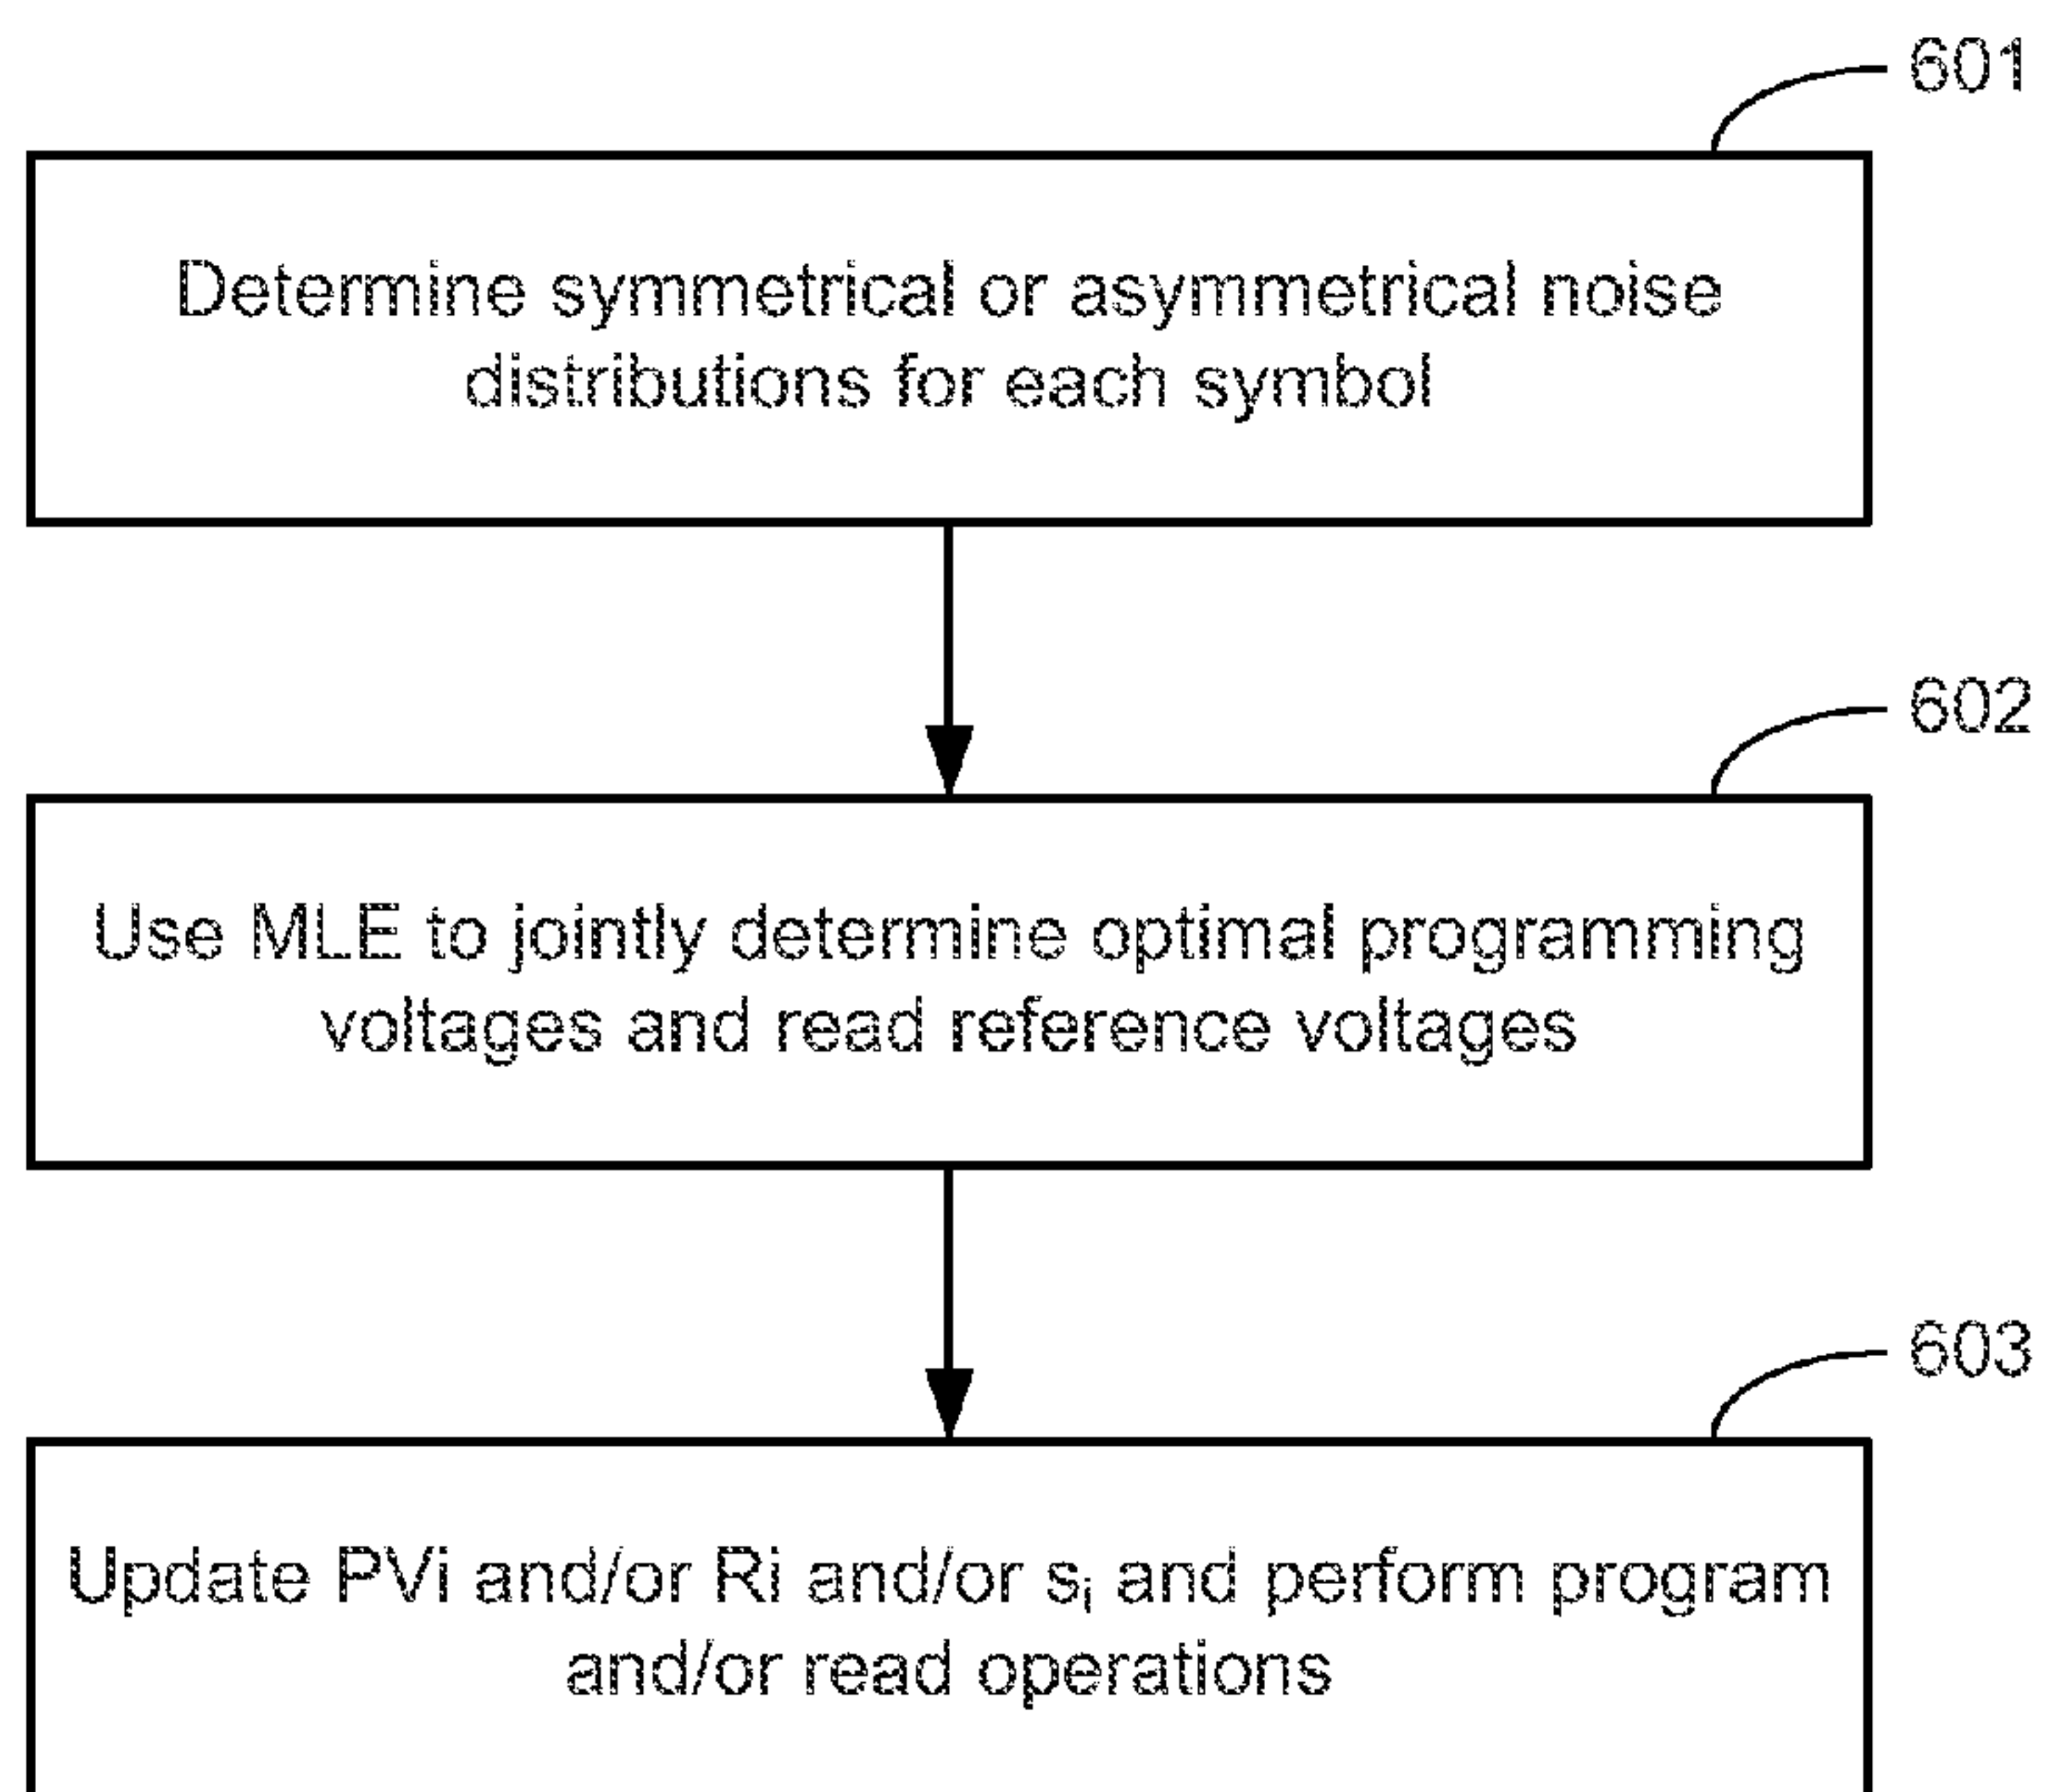 601
Determine symmetrical or asymmetrical noise
distributions for each symbol
602
Use MLE to jointly determine optimal programming
voltages and read reference voltages
603
Update PVi and/or Ri and/or sᵢ and perform program
and/or read operations